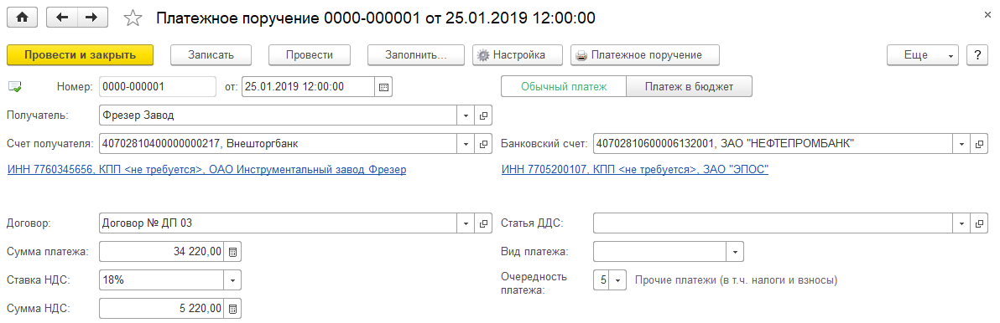 Платежное поручение 0000-000001 от 25.01.2019 12:00:00
Провести и закрыть Записать Провести Заполнить... Настройка Платежное поручение Еще ?
Номер: 0000-000001 от: 25.01.2019 12:00:00 Обычный платеж Платеж в бюджет
Получатель: Фрезер Завод
Счет получателя: 40702810400000000217, Внешторгбанк Банковский счет: 40702810600006132001, ЗАО "НЕФТЕПРОМБАНК"
ИНН 7760345656, КПП <не требуется>, ОАО Инструментальный завод Фрезер ИНН 7705200107, КПП <не требуется>, ЗАО "ЭПОС"
Договор: Договор № ДП 03 Статья ДДС:
Сумма платежа: 34 220,00 Вид платежа:
Ставка НДС: 18% Очередность платежа: 5 Прочие платежи (в т.ч. налоги и взносы)
Сумма НДС: 5 220,00